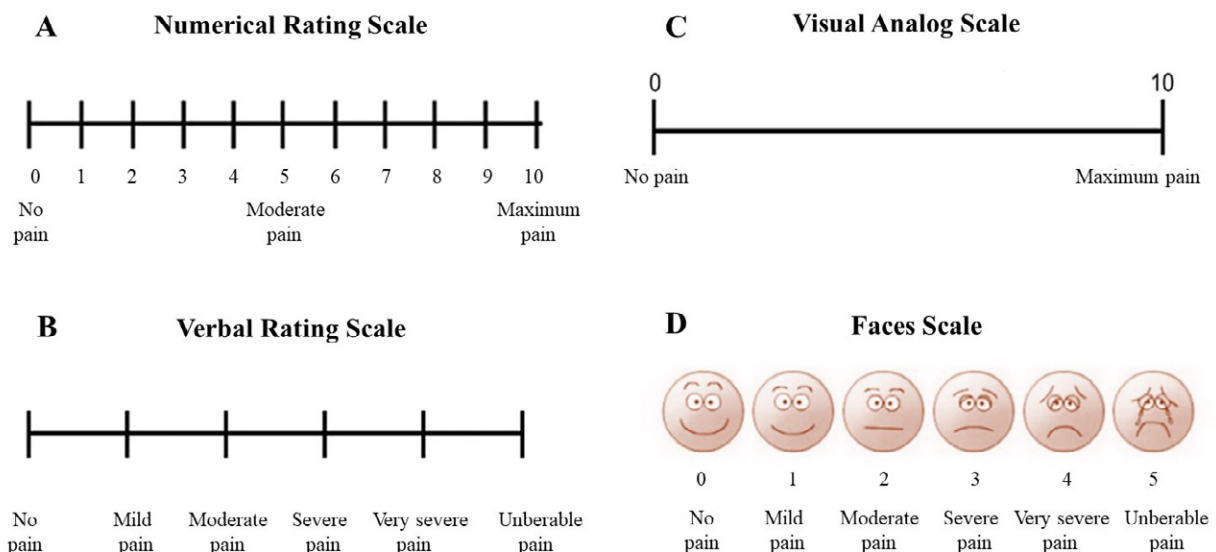 A Numerical Rating Scale
0 1 2 3 4 5 6 7 8 9 10
No Moderate Maximum
pain pain pain
B Verbal Rating Scale
No Mild Moderate Severe Very severe Unberable
pain pain pain pain pain pain
C Visual Analog Scale
0 10
No pain Maximum pain
D Faces Scale
0 1 2 3 4 5
No Mild Moderate Severe Very severe Unberable
pain pain pain pain pain pain